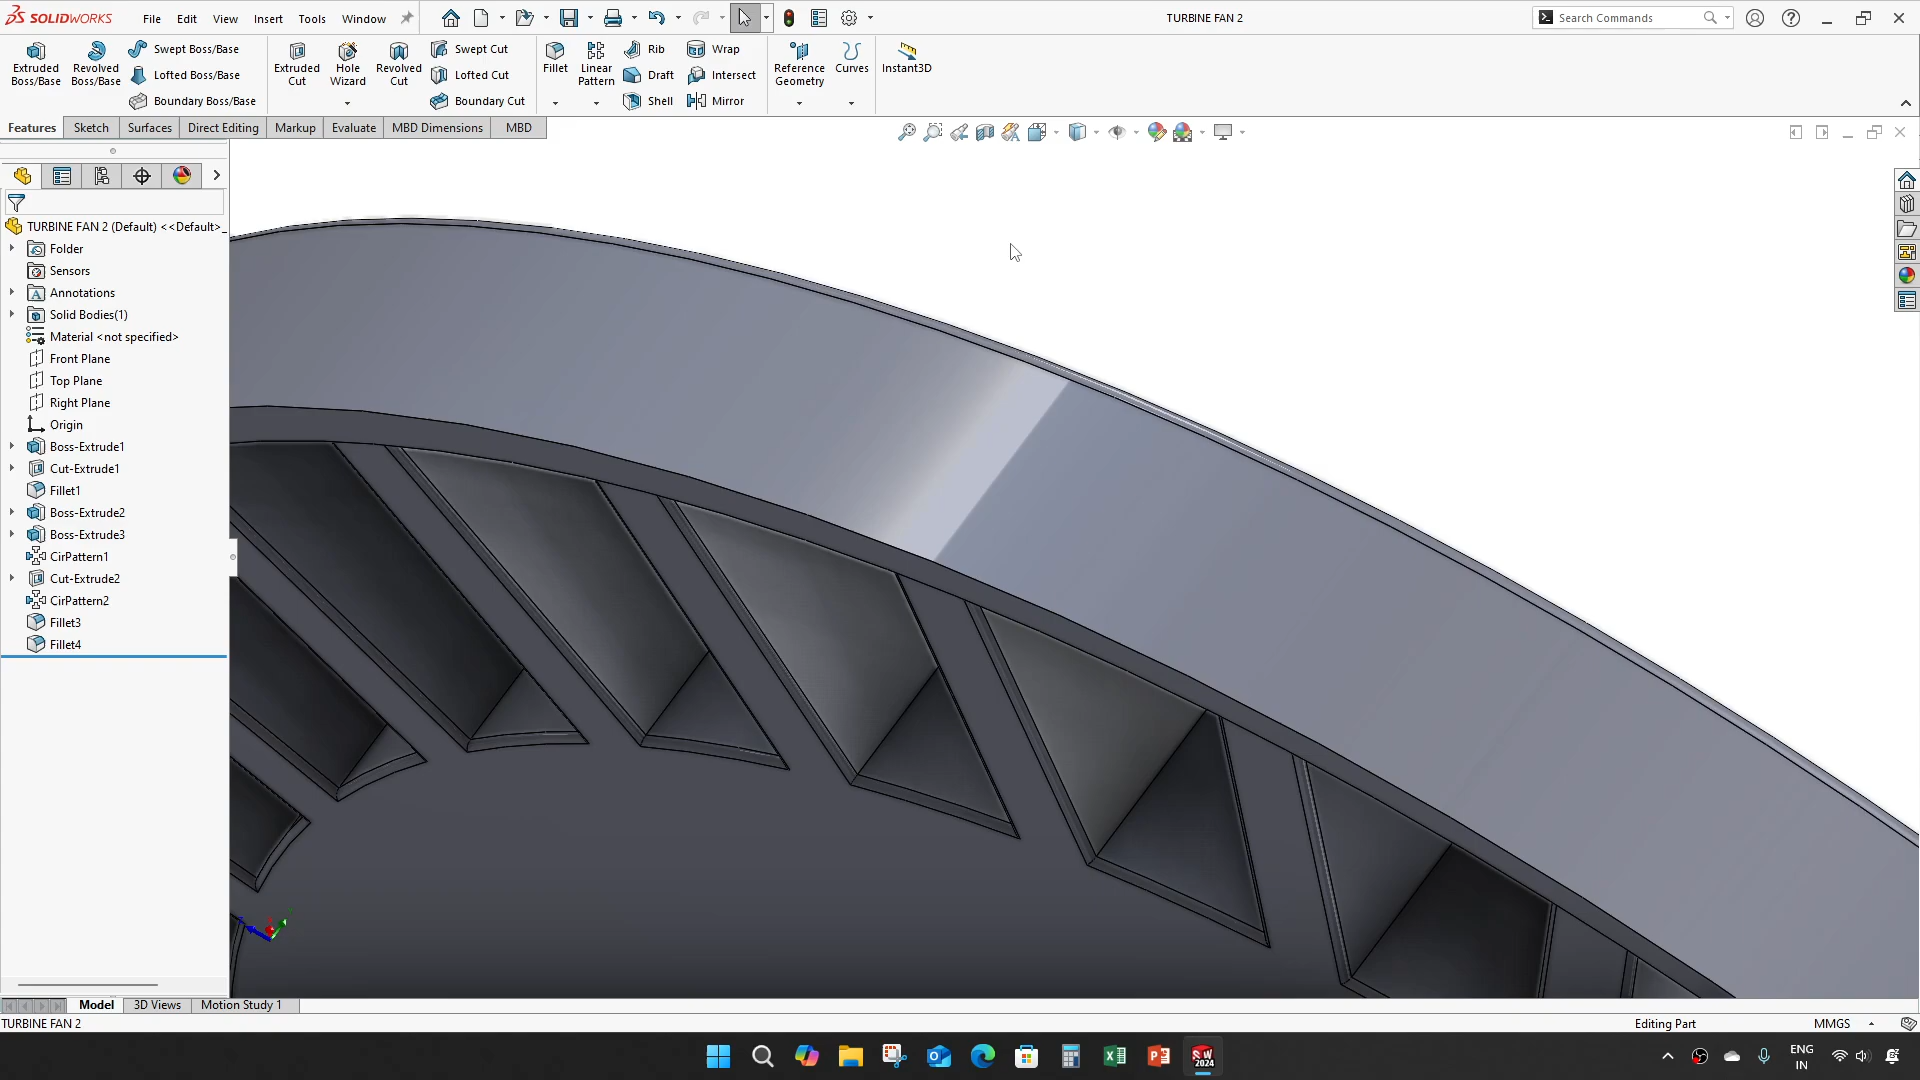 SOLIDWORKS
File Edit View Insert Tools Window
TURBINE FAN 2
Search Commands
Extruded Boss/Base
Revolved Boss/Base
Swept Boss/Base
Lofted Boss/Base
Boundary Boss/Base
Extruded Cut
Hole Wizard
Revolved Cut
Swept Cut
Lofted Cut
Boundary Cut
Fillet
Linear Pattern
Rib
Draft
Shell
Wrap
Intersect
Mirror
Reference Geometry
Curves
Instant3D
Features Sketch Surfaces Direct Editing Markup Evaluate MBD Dimensions MBD
TURBINE FAN 2 (Default) <<Default>_
Folder
Sensors
Annotations
Solid Bodies(1)
Material <not specified>
Front Plane
Top Plane
Right Plane
Origin
Boss-Extrude1
Cut-Extrude1
Fillet1
Boss-Extrude2
Boss-Extrude3
CirPattern1
Cut-Extrude2
CirPattern2
Fillet3
Fillet4
Model 3D Views Motion Study 1
TURBINE FAN 2
Editing Part
MMGS
SW 2024
ENG
IN